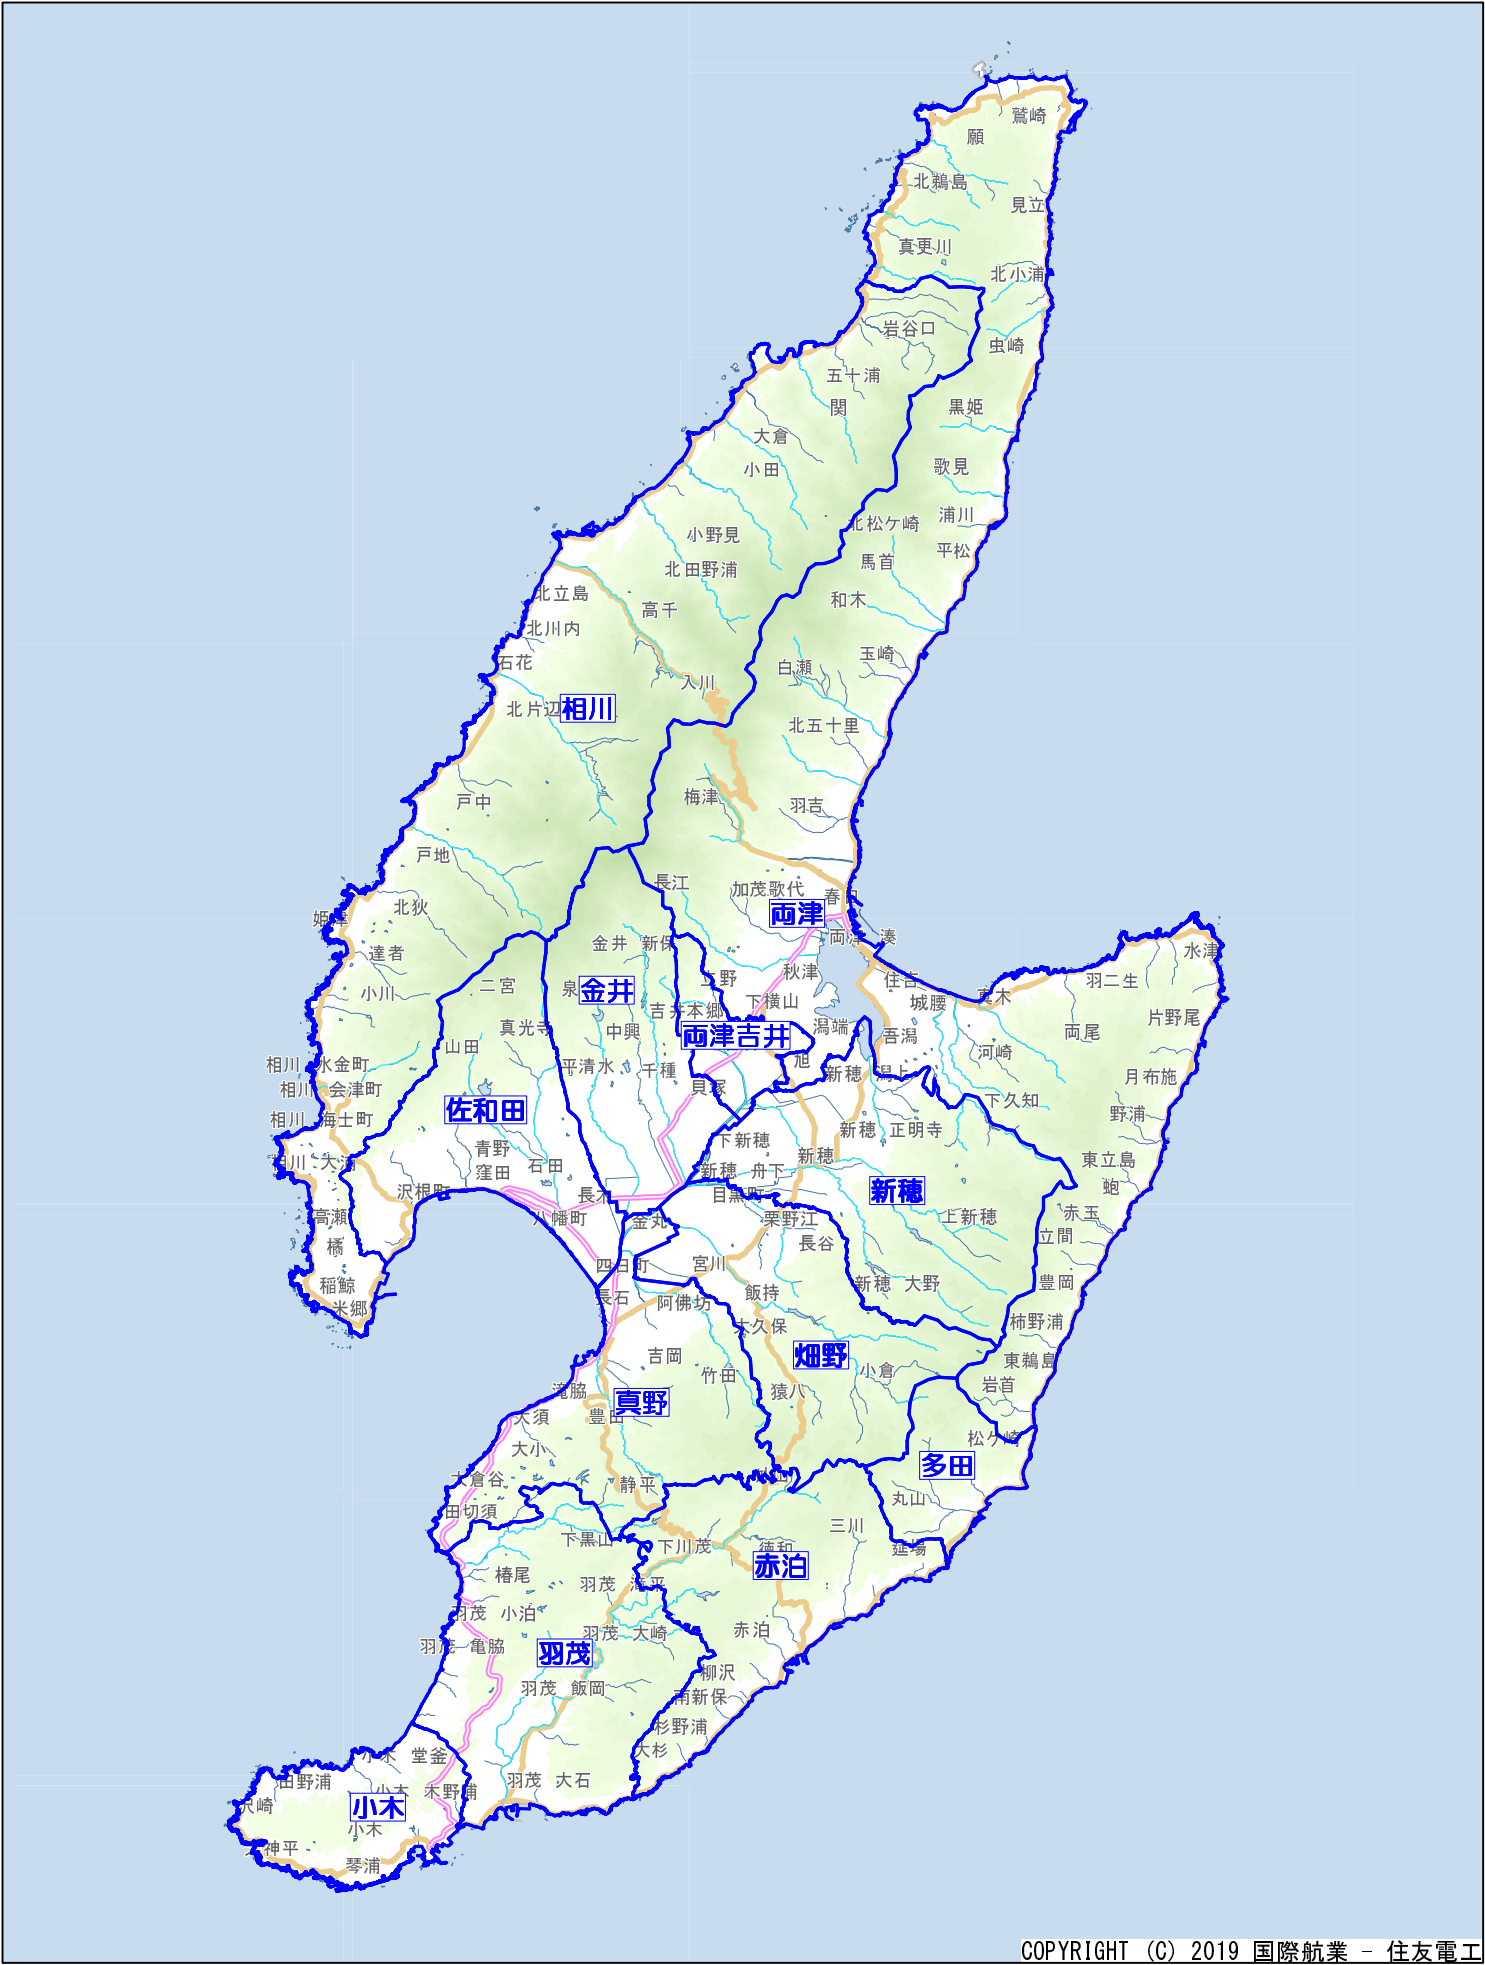 鷲崎
願
北鵜島
見立
真更川
北小浦
岩谷口
虫崎
五十浦
関
黒姫
大倉
小田
歌見
浦川
北松ケ崎
小野見
平松
馬首
北田野浦
北立島
高千
和木
北川内
石花
玉崎
白瀬
入川
北片辺
相川
北五十里
梅津
羽吉
戸中
戸地
長江
加茂歌代
北狄
両津
湊
達者
金井
新保
水津
秋津
住吉
羽二生
小川
二宮
泉
金井
立野
下横山
城腰
真木
吉井本郷
片野尾
真光寺
中興
両津吉井
潟端
吾潟
両尾
山田
河崎
相川 水金町
平清水
千種
旭
新穂 潟上
月布施
相川 会津町
貝塚
下久知
佐和田
野浦
相川 海士町
新穂 正明寺
青野
下新穂
窪田
石田
新穂
東立島
新穂 舟下
沢根町
長木
目黒町
新穂
鮑
高瀬
八幡町
金丸
栗野江
上新穂
赤玉
橘
長谷
立間
四日町
宮川
稲鯨
飯持
新穂 大野
豊岡
米郷
長石
阿佛坊
大久保
柿野浦
吉岡
畑野
東鵜島
竹田
小倉
岩首
滝脇
猿八
真野
大須
豊田
大小
松ケ崎
多田
大倉谷
静平
田切須
丸山
三川
下黒山
下川茂
徳和
延場
赤泊
椿尾
羽茂 滝平
羽茂 小泊
羽茂 大崎
赤泊
羽茂 亀脇
羽茂
柳沢
羽茂 飯岡
南新保
杉野浦
大杉
小木 堂釜
田野浦
羽茂 大石
小木 木野浦
沢崎
小木
小木
神平
琴浦
COPYRIGHT (C) 2019 国際航業 - 住友電工